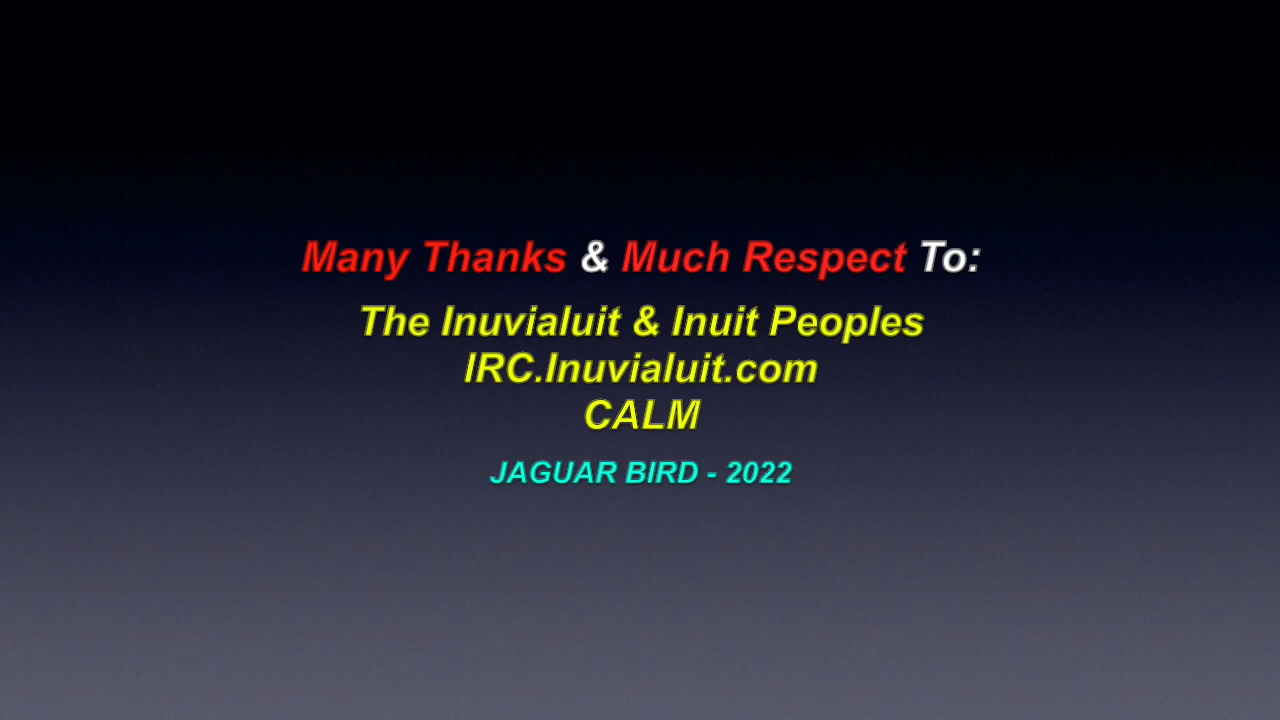 Many Thanks & Much Respect To:
The Inuvialuit & Inuit Peoples
IRC.Inuvialuit.com
CALM
JAGUAR BIRD - 2022